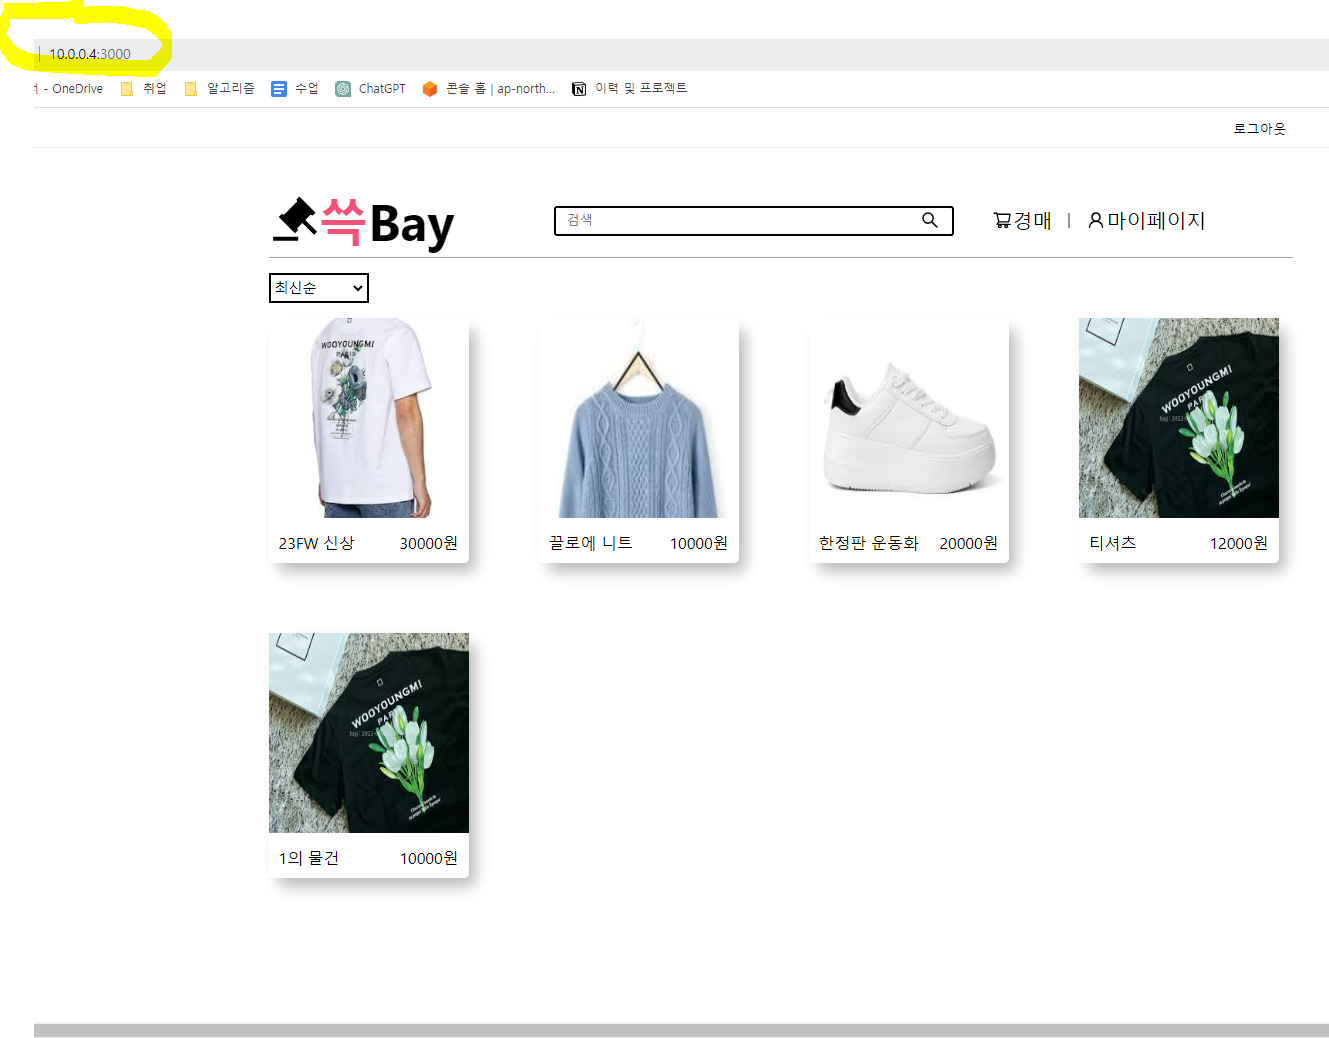 10.0.0.4:3000
- OneDrive 취업 알고리즘 수업 ChatGPT 콘솔 홈 | ap-north... 이력 및 프로젝트
로그아웃
쓱Bay 검색 경매 | 마이페이지
최신순
WOOYOUNGMI
PARIS
WOOYOUNGMI
PARIS
23FW 신상 30000원 끌로에 니트 10000원 한정판 운동화 20000원 티셔츠 12000원
WOOYOUNGMI
PARIS
1의 물건 10000원